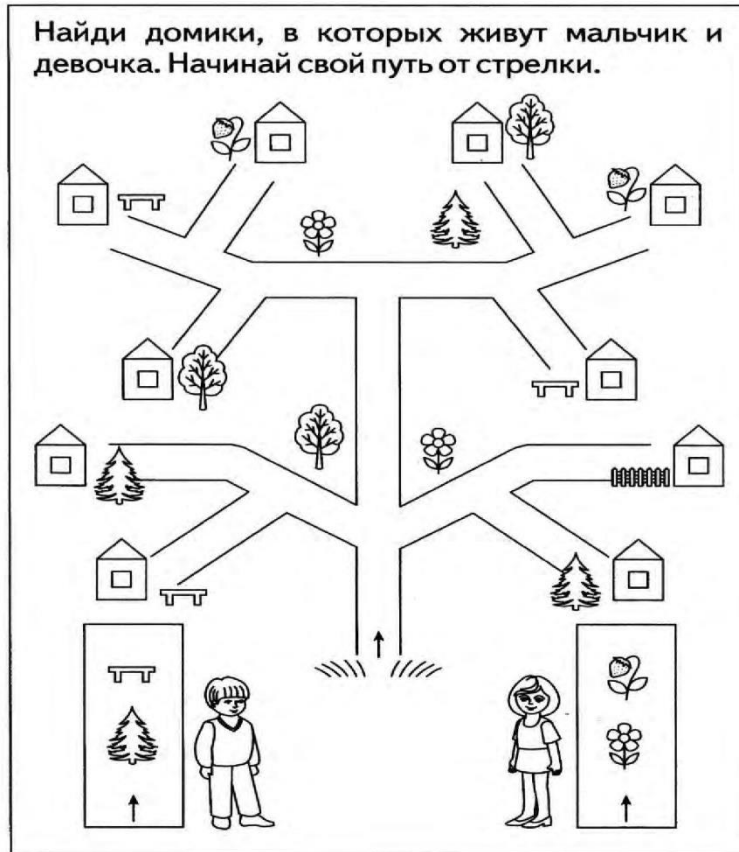 Найди домики, в которых живут мальчик и
девочка. Начинай свой путь от стрелки.